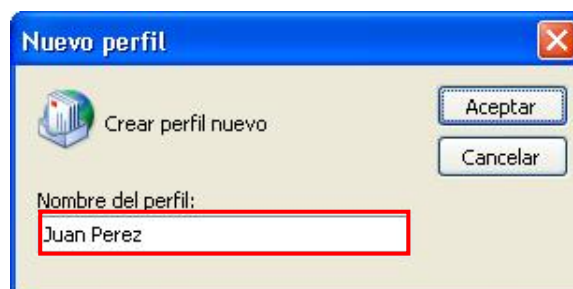 Nuevo perfil
Crear perfil nuevo
Aceptar
Cancelar
Nombre del perfil:
Juan Perez